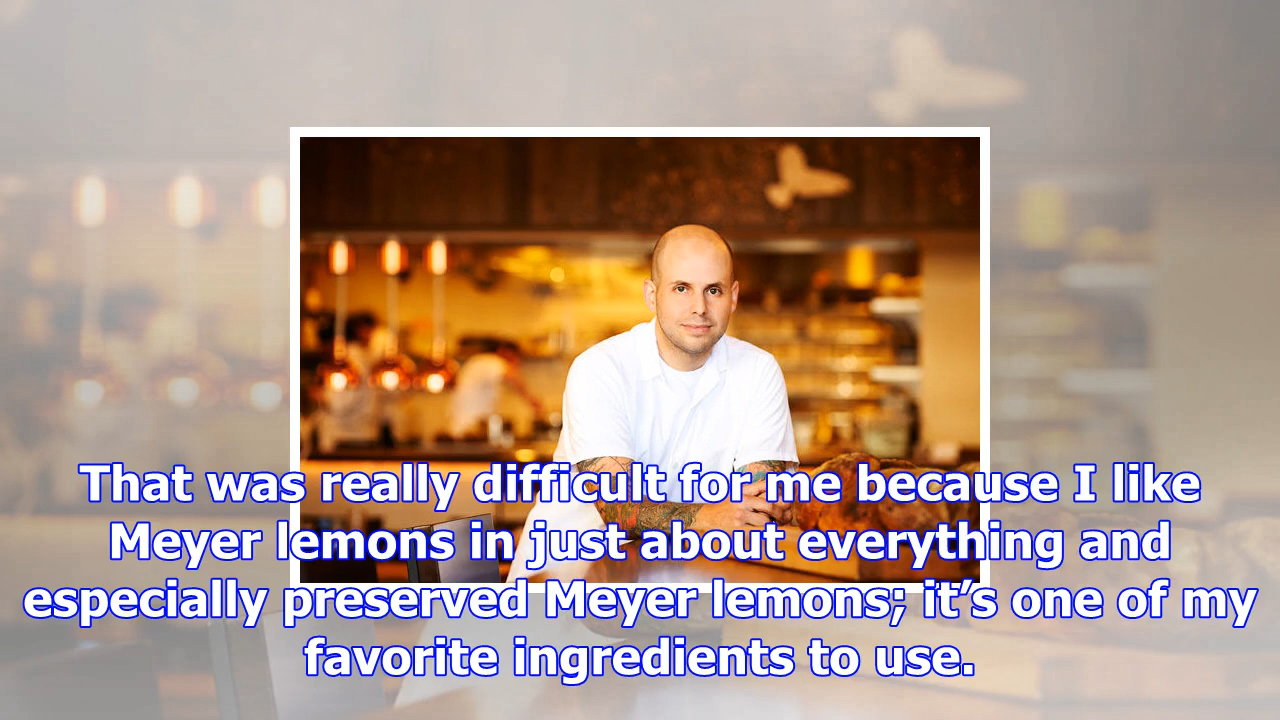 That was really difficult for me because I like
Meyer lemons in just about everything and
especially preserved Meyer lemons; it’s one of my
favorite ingredients to use.